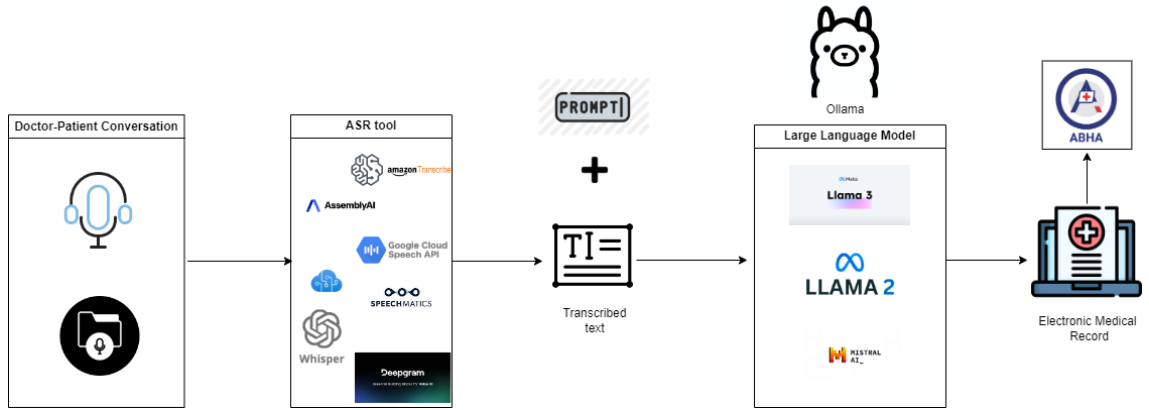 Doctor-Patient Conversation
ASR tool
amazon Transcribe
AssemblyAI
Google Cloud
Speech API
SPEECHMATICS
Whisper
Deepgram
PROMPT
TI
Transcribed
text
Ollama
Large Language Model
Meta
Llama 3
LLAMA 2
MISTRAL
AI_
ABHA
Electronic Medical
Record